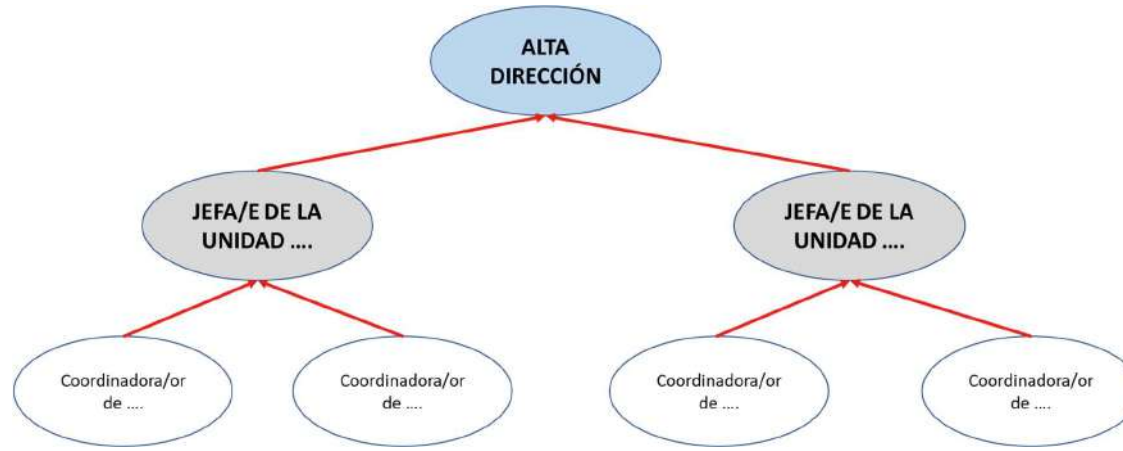 ALTA
DIRECCIÓN
JEFA/E DE LA
UNIDAD ....
JEFA/E DE LA
UNIDAD ....
Coordinadora/or
de ....
Coordinadora/or
de ....
Coordinadora/or
de ....
Coordinadora/or
de ....